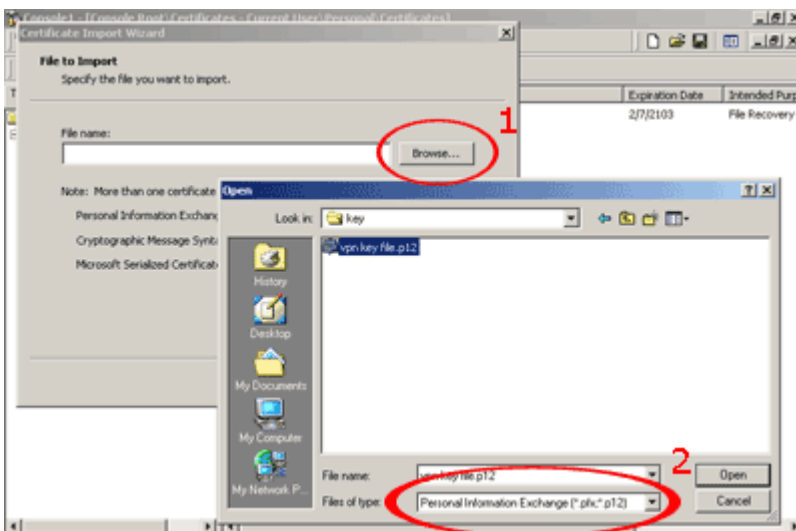 Console1 - [Console Root\Certificates - Current User\Personal\Certificates]
Certificate Import Wizard
File to Import
Specify the file you want to import.
Expiration Date
Intended Purp
2/7/2103
File Recovery
1
File name:
Browse...
Note: More than one certificate
Personal Information Exchang
Cryptographic Message Synta
Microsoft Serialized Certificate
Open
Look in:
key
vpn key file.p12
History
Desktop
My Documents
My Computer
My Network P...
2
File name:
vpn key file.p12
Open
Files of type:
Personal Information Exchange (*.pfx;*.p12)
Cancel